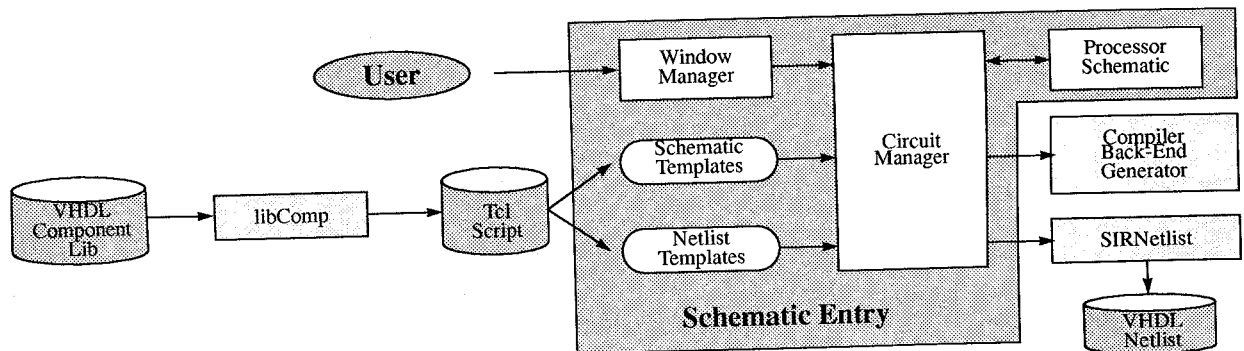 User
Window
Manager
Processor
Schematic
Circuit
Manager
Schematic
Templates
Compiler
Back-End
Generator
VHDL
Component
Lib
libComp
Tcl
Script
Netlist
Templates
SIRNetlist
Schematic Entry
VHDL
Netlist